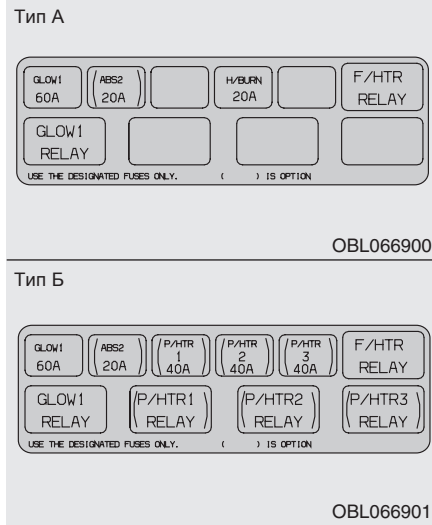 Тип А
GLOW1 60A
(ABS2 20A)
H/BURN 20A
F/HTR RELAY
GLOW1 RELAY
USE THE DESIGNATED FUSES ONLY. ( ) IS OPTION
OBL066900
Тип Б
GLOW1 60A
(ABS2 20A)
(P/HTR 1 40A)
(P/HTR 2 40A)
(P/HTR 3 40A)
F/HTR RELAY
GLOW1 RELAY
(P/HTR1 RELAY)
(P/HTR2 RELAY)
(P/HTR3 RELAY)
USE THE DESIGNATED FUSES ONLY. ( ) IS OPTION
OBL066901